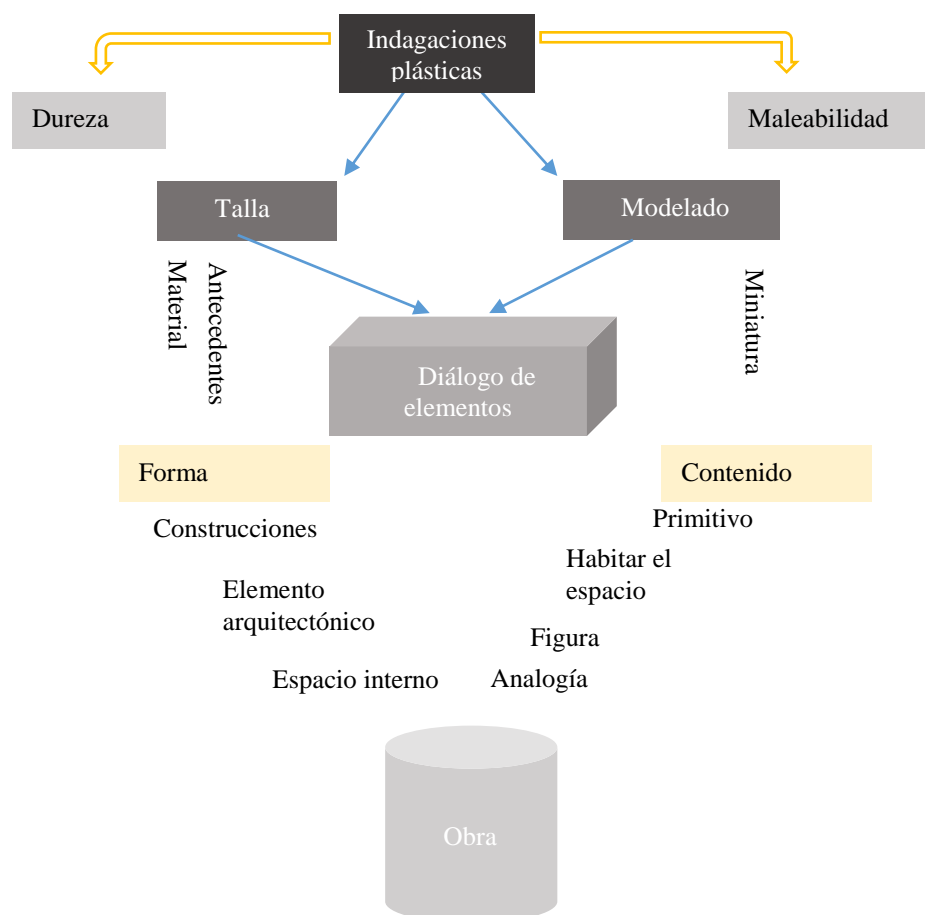 Indagaciones
plásticas
Dureza
Maleabilidad
Talla
Modelado
Material
Antecedentes
Miniatura
Diálogo de
elementos
Forma
Contenido
Construcciones
Primitivo
Elemento
arquitectónico
Habitar el
espacio
Figura
Espacio interno
Analogía
Obra